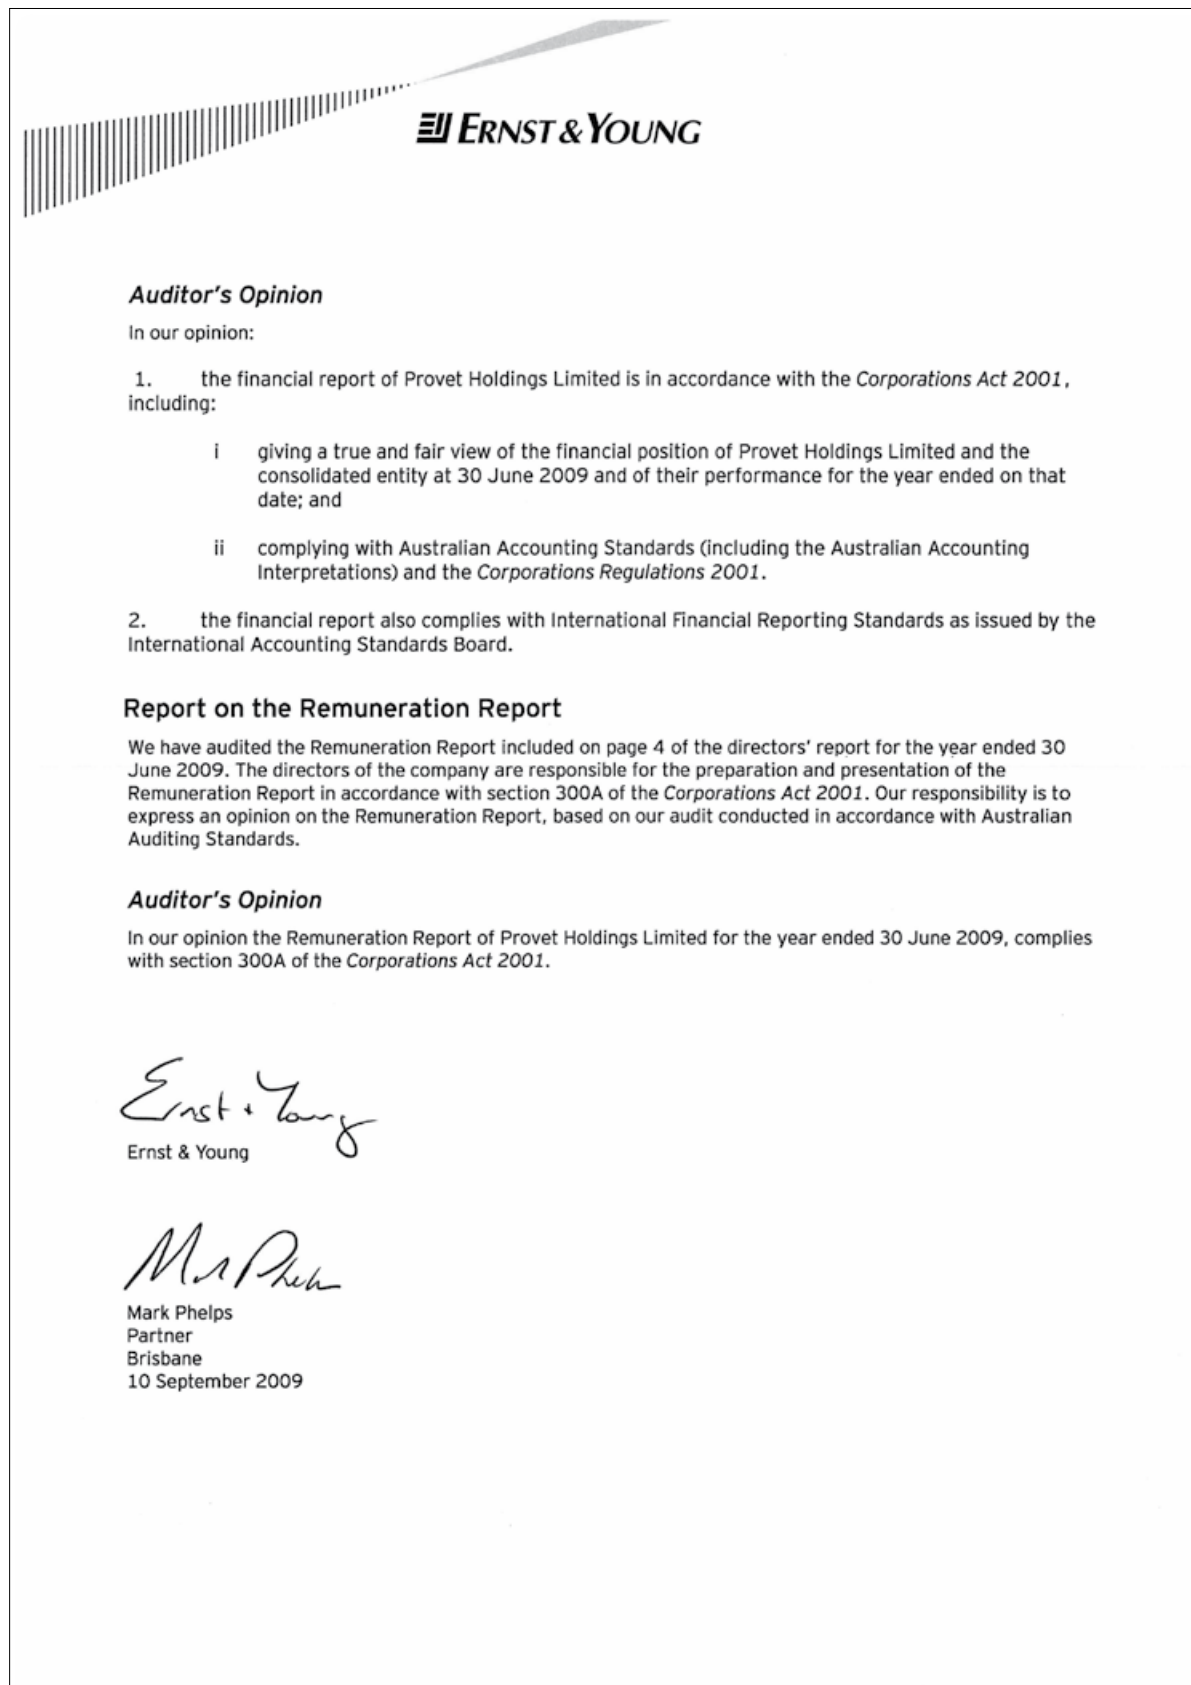 ERNST & YOUNG
Auditor's Opinion
In our opinion:
1. the financial report of Provet Holdings Limited is in accordance with the Corporations Act 2001,
including:
i giving a true and fair view of the financial position of Provet Holdings Limited and the
consolidated entity at 30 June 2009 and of their performance for the year ended on that
date; and
ii complying with Australian Accounting Standards (including the Australian Accounting
Interpretations) and the Corporations Regulations 2001.
2. the financial report also complies with International Financial Reporting Standards as issued by the
International Accounting Standards Board.
Report on the Remuneration Report
We have audited the Remuneration Report included on page 4 of the directors' report for the year ended 30
June 2009. The directors of the company are responsible for the preparation and presentation of the
Remuneration Report in accordance with section 300A of the Corporations Act 2001. Our responsibility is to
express an opinion on the Remuneration Report, based on our audit conducted in accordance with Australian
Auditing Standards.
Auditor's Opinion
In our opinion the Remuneration Report of Provet Holdings Limited for the year ended 30 June 2009, complies
with section 300A of the Corporations Act 2001.
Ernst + Young
Ernst & Young
Mark Phelps
Mark Phelps
Partner
Brisbane
10 September 2009